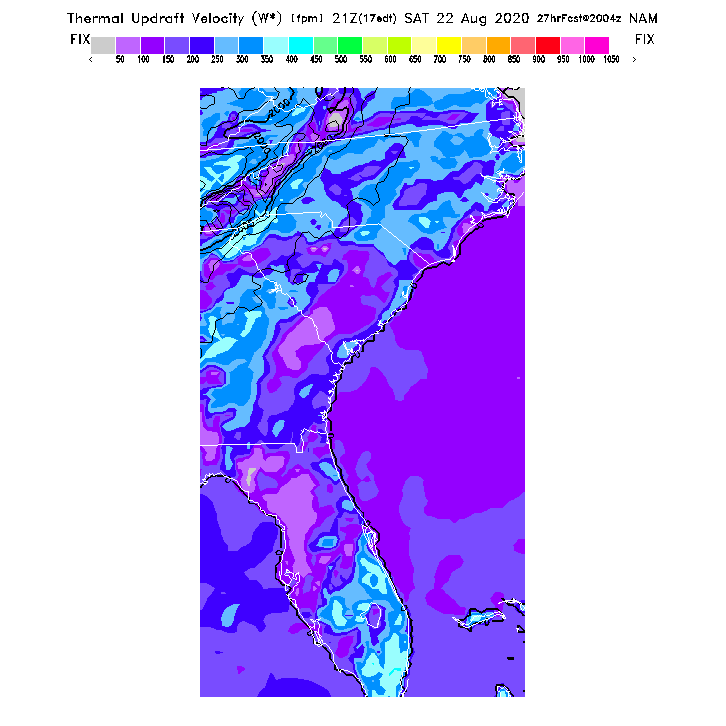 Thermal Updraft Velocity (W*) [fpm] 21Z(17edt) SAT 22 Aug 2020 27hrFcst@2004z NAM
FIX FIX
< 50 100 150 200 250 300 350 400 450 500 550 600 650 700 750 800 850 900 950 1000 1050 >
2000